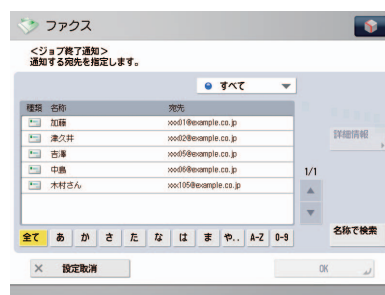 ファクス
<ジョブ終了通知>
通知する宛先を指定します。
すべて
種類 名称 宛先
加藤 xxx01@example.co.jp
津久井 xxx02@example.co.jp
吉澤 xxx05@example.co.jp
中島 xxx06@example.co.jp
木村さん xxx105@example.co.jp
詳細情報
1/1
全て あ か さ た な は ま や.. A-Z 0-9
名称で検索
× 設定取消
OK